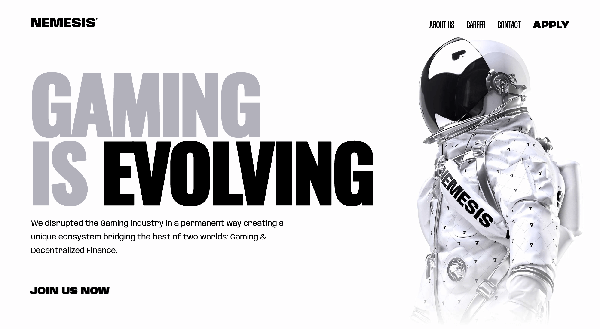 NEMESIS
ABOUT US CAREER CONTACT APPLY
GAMING
IS EVOLVING
We disrupted the Gaming Industry in a permanent way creating a
unique ecosystem bridging the best of two worlds: Gaming &
Decentralized Finance.
NEMESIS
JOIN US NOW